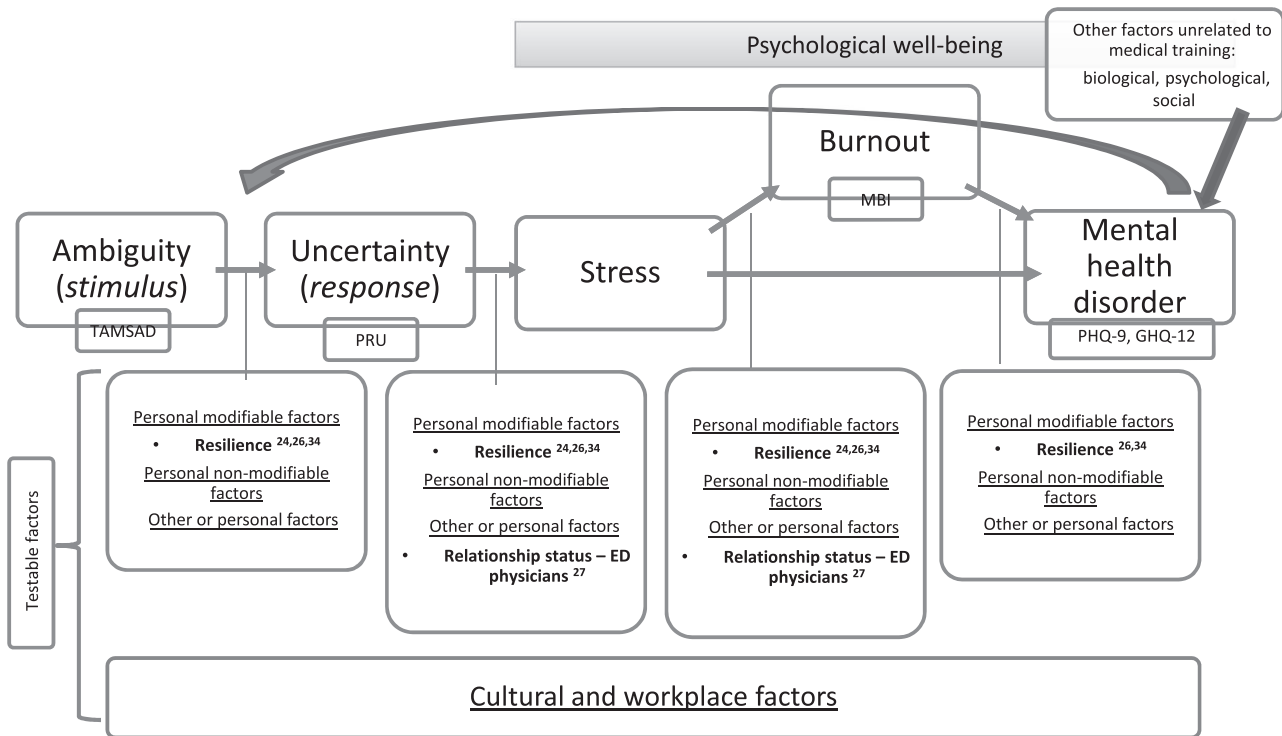 Psychological well-being
Other factors unrelated to
medical training:
biological, psychological,
social
Burnout
MBI
Ambiguity
(stimulus)
TAMSAD
Uncertainty
(response)
PRU
Stress
Mental
health
disorder
PHQ-9, GHQ-12
Testable factors
Personal modifiable factors
• Resilience 24,26,34
Personal non-modifiable
factors
Other or personal factors
Personal modifiable factors
• Resilience 24,26,34
Personal non-modifiable
factors
Other or personal factors
• Relationship status – ED
physicians 27
Personal modifiable factors
• Resilience 24,26,34
Personal non-modifiable
factors
Other or personal factors
• Relationship status – ED
physicians 27
Personal modifiable factors
• Resilience 26,34
Personal non-modifiable
factors
Other or personal factors
Cultural and workplace factors